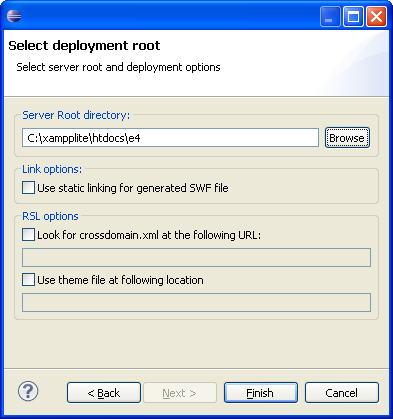 Select deployment root
Select server root and deployment options
Server Root directory:
C:\xampplite\htdocs\e4
Browse
Link options:
Use static linking for generated SWF file
RSL options
Look for crossdomain.xml at the following URL:
Use theme file at following location
?
< Back
Next >
Finish
Cancel